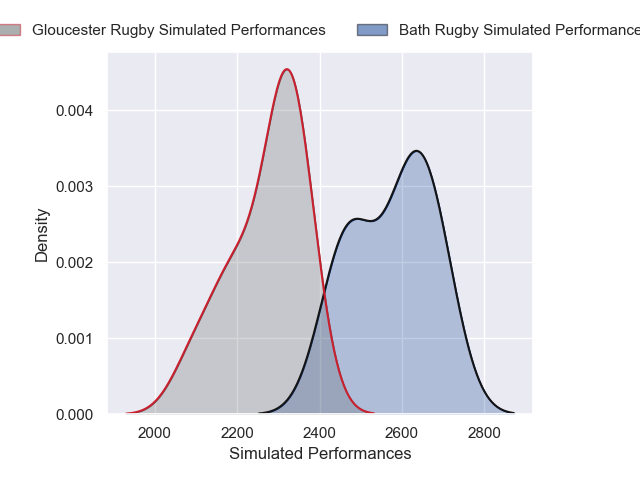 Gloucester Rugby Simulated Performances Bath Rugby Simulated Performance
0.004
0.003
0.002
0.001
0.000
Density
2000 2200 2400 2600 2800
Simulated Performances